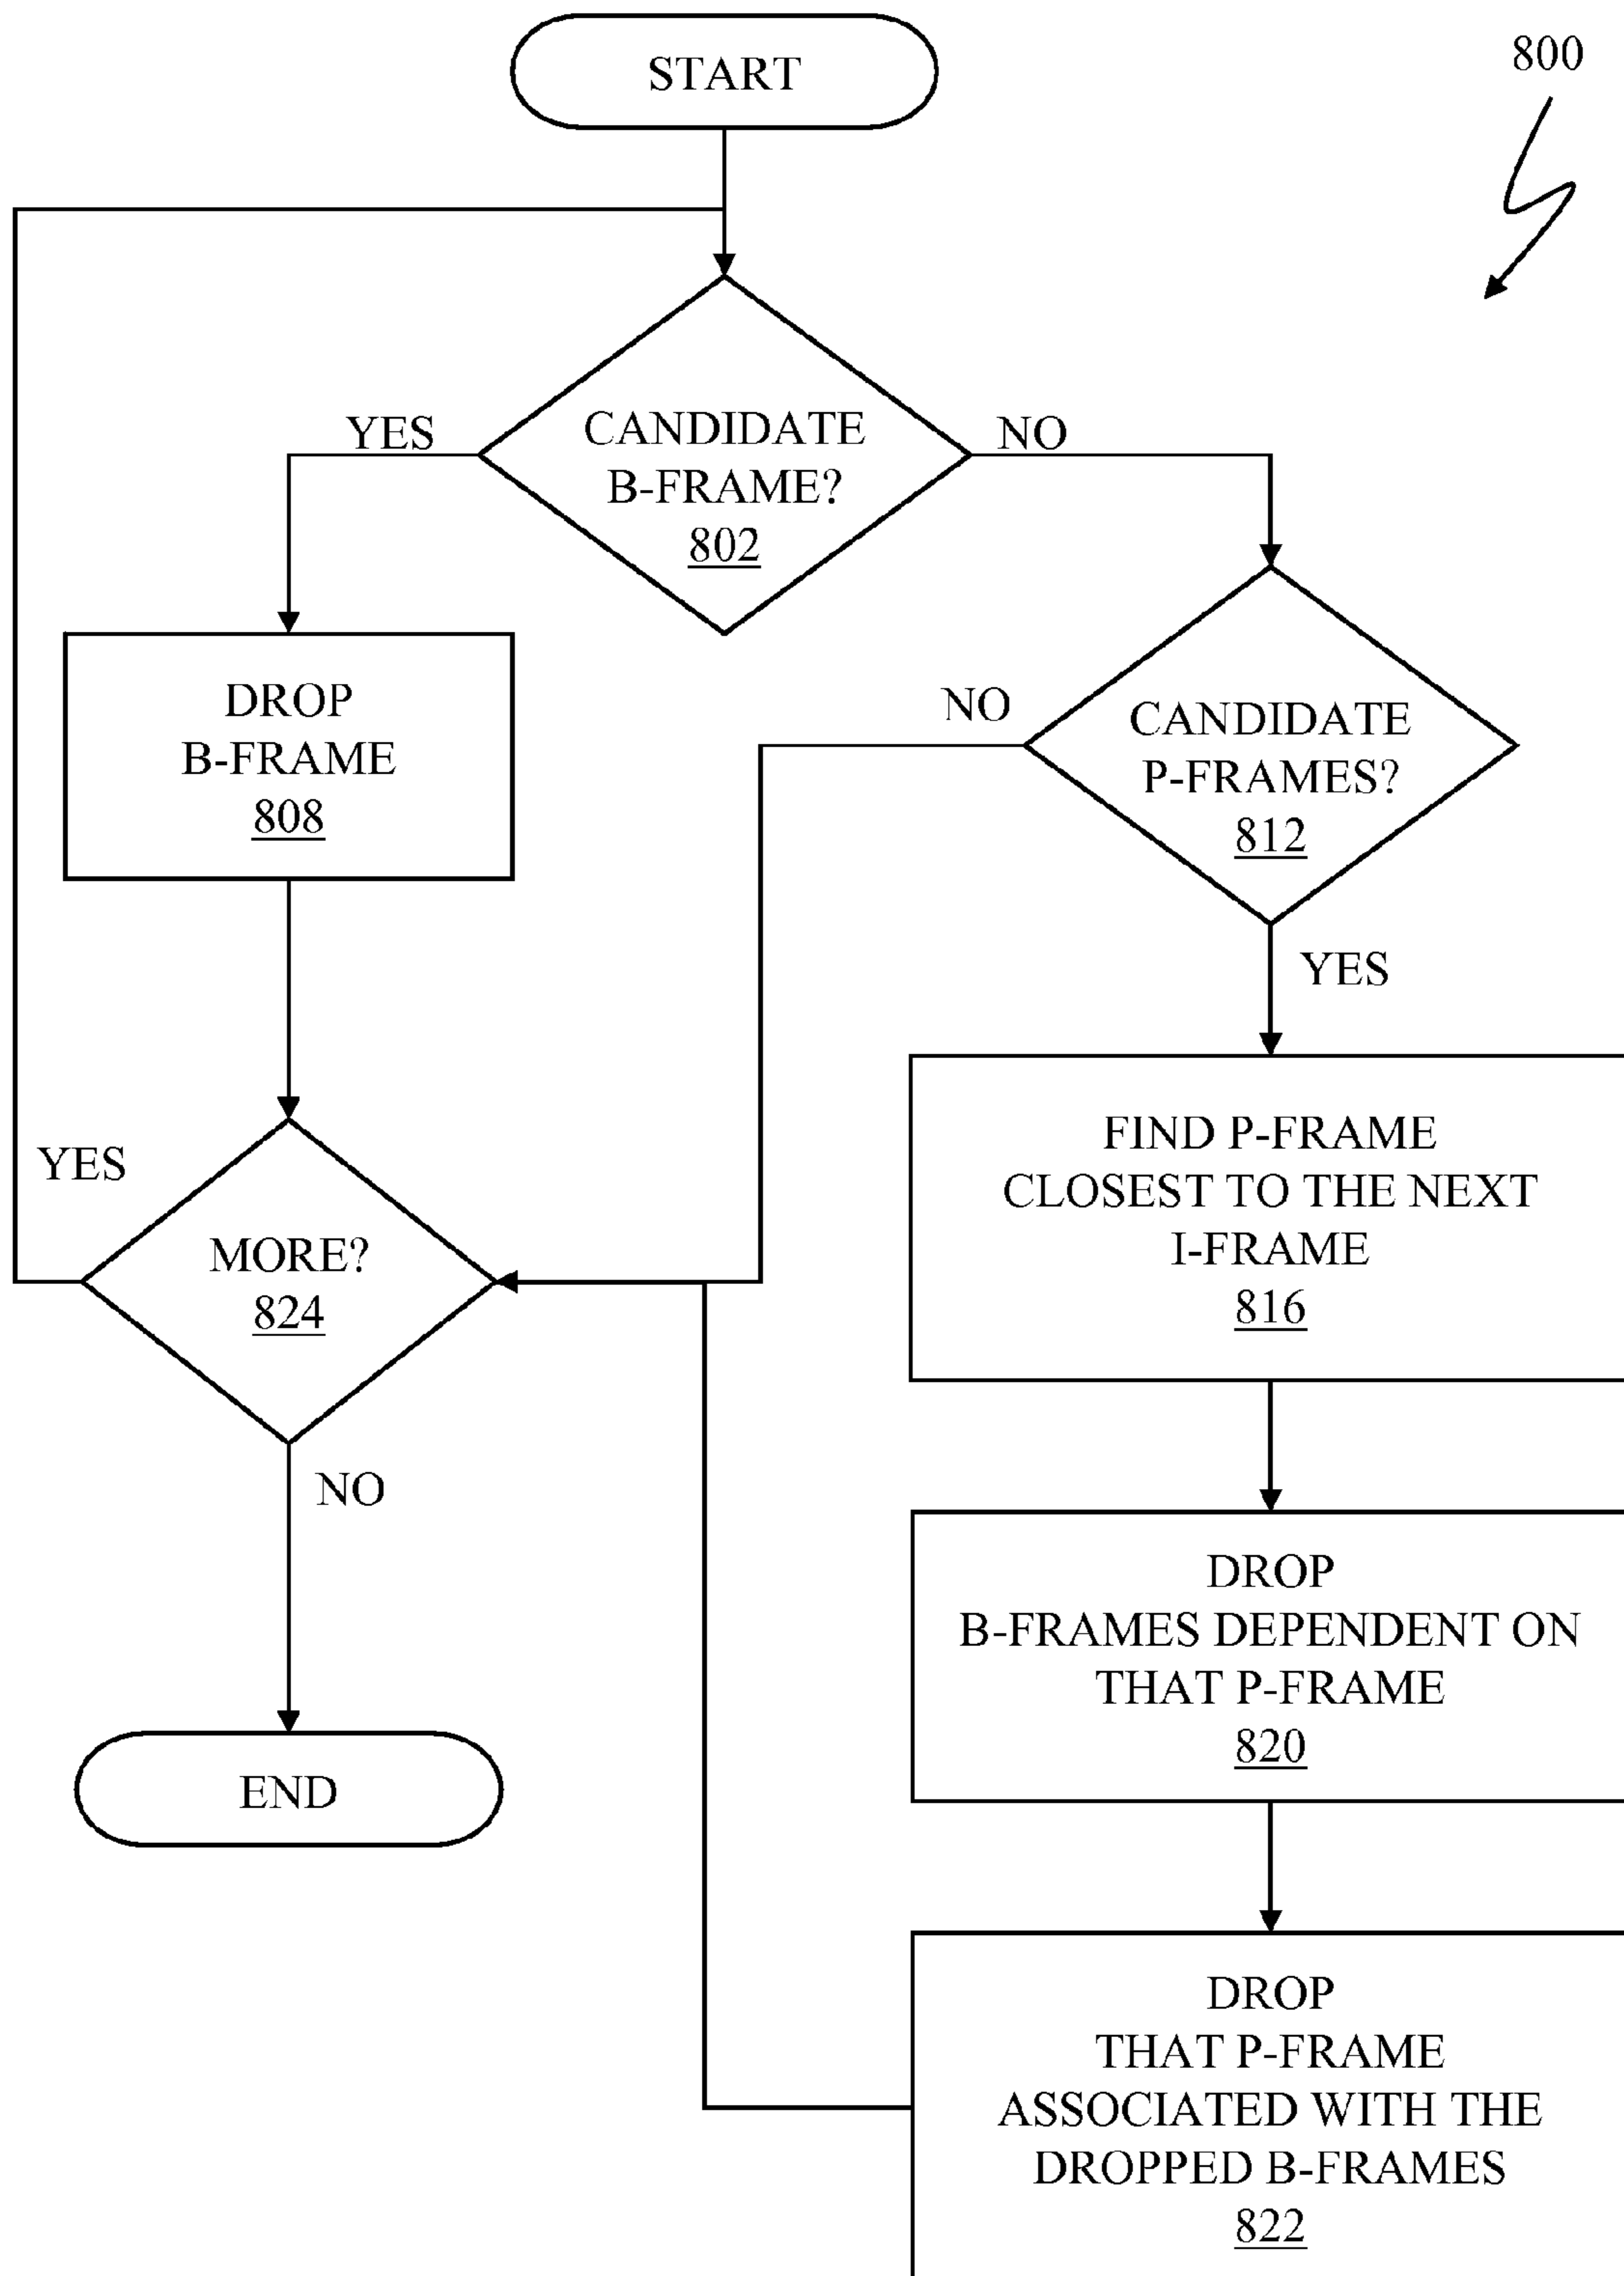 START
800
YES
CANDIDATE
B-FRAME?
802
NO
DROP
B-FRAME
808
NO
CANDIDATE
P-FRAMES?
812
YES
YES
MORE?
824
NO
FIND P-FRAME
CLOSEST TO THE NEXT
I-FRAME
816
DROP
B-FRAMES DEPENDENT ON
THAT P-FRAME
820
END
DROP
THAT P-FRAME
ASSOCIATED WITH THE
DROPPED B-FRAMES
822